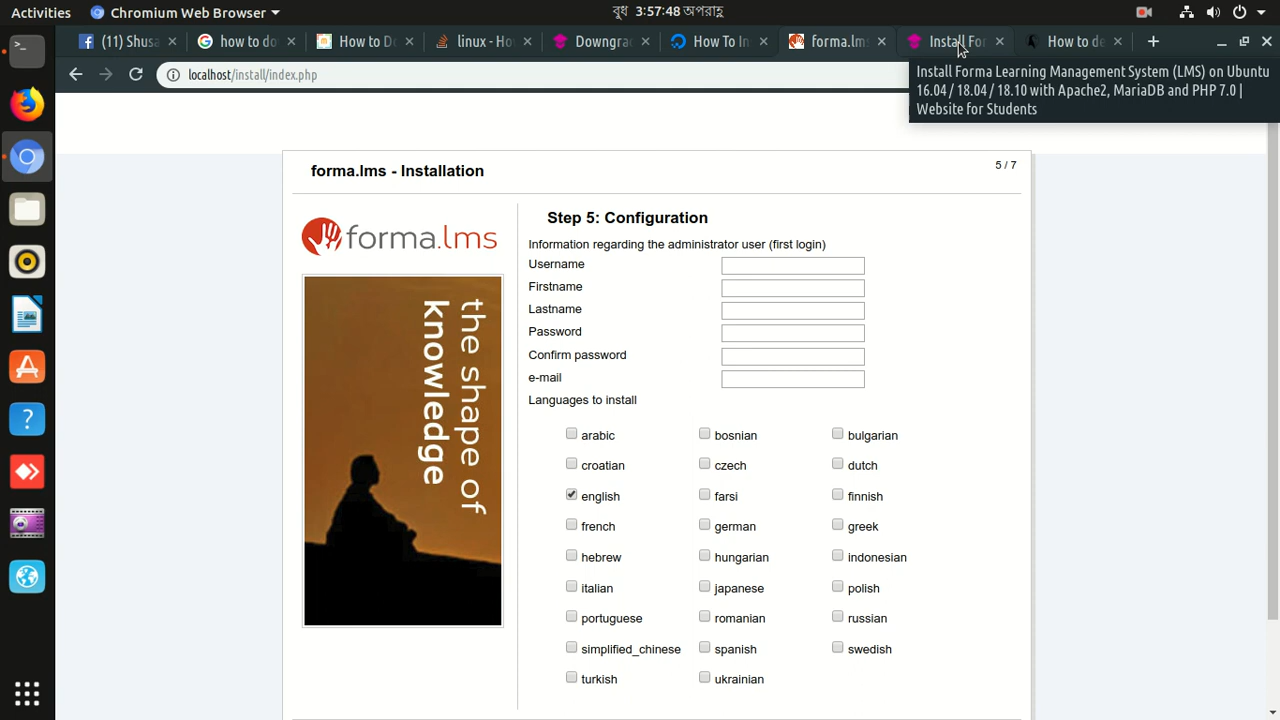 Activities
Chromium Web Browser
বুধ 3:57:48 অপরাহ্ন
(11) Shus
how to do
How to D
linux - Ho
Downgra
How To In
forma.lm
Install For
How to de
localhost/install/index.php
Install Forma Learning Management System (LMS) on Ubuntu
16.04 / 18.04 / 18.10 with Apache2, MariaDB and PHP 7.0 |
Website for Students
forma.lms - Installation
5 / 7
forma.lms
the shape of
knowledge
Step 5: Configuration
Information regarding the administrator user (first login)
Username
Firstname
Lastname
Password
Confirm password
e-mail
Languages to install
arabic bosnian bulgarian
croatian czech dutch
english farsi finnish
french german greek
hebrew hungarian indonesian
italian japanese polish
portuguese romanian russian
simplified_chinese spanish swedish
turkish ukrainian